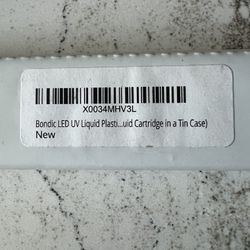 X0034MHV3L
Bondic LED UV Liquid Plasti...uid Cartridge in a Tin Case)
New